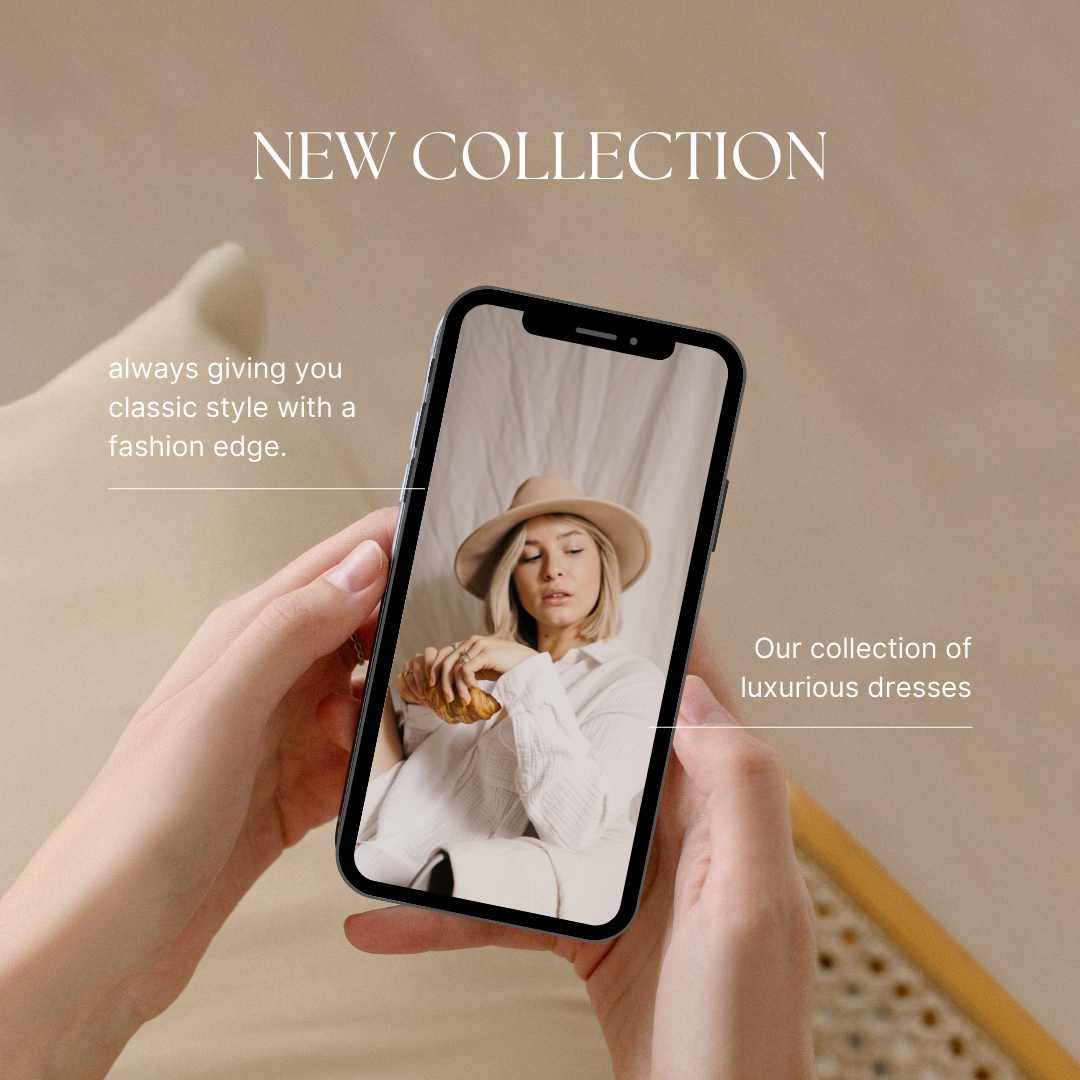 NEW COLLECTION
always giving you
classic style with a
fashion edge.
Our collection of
luxurious dresses